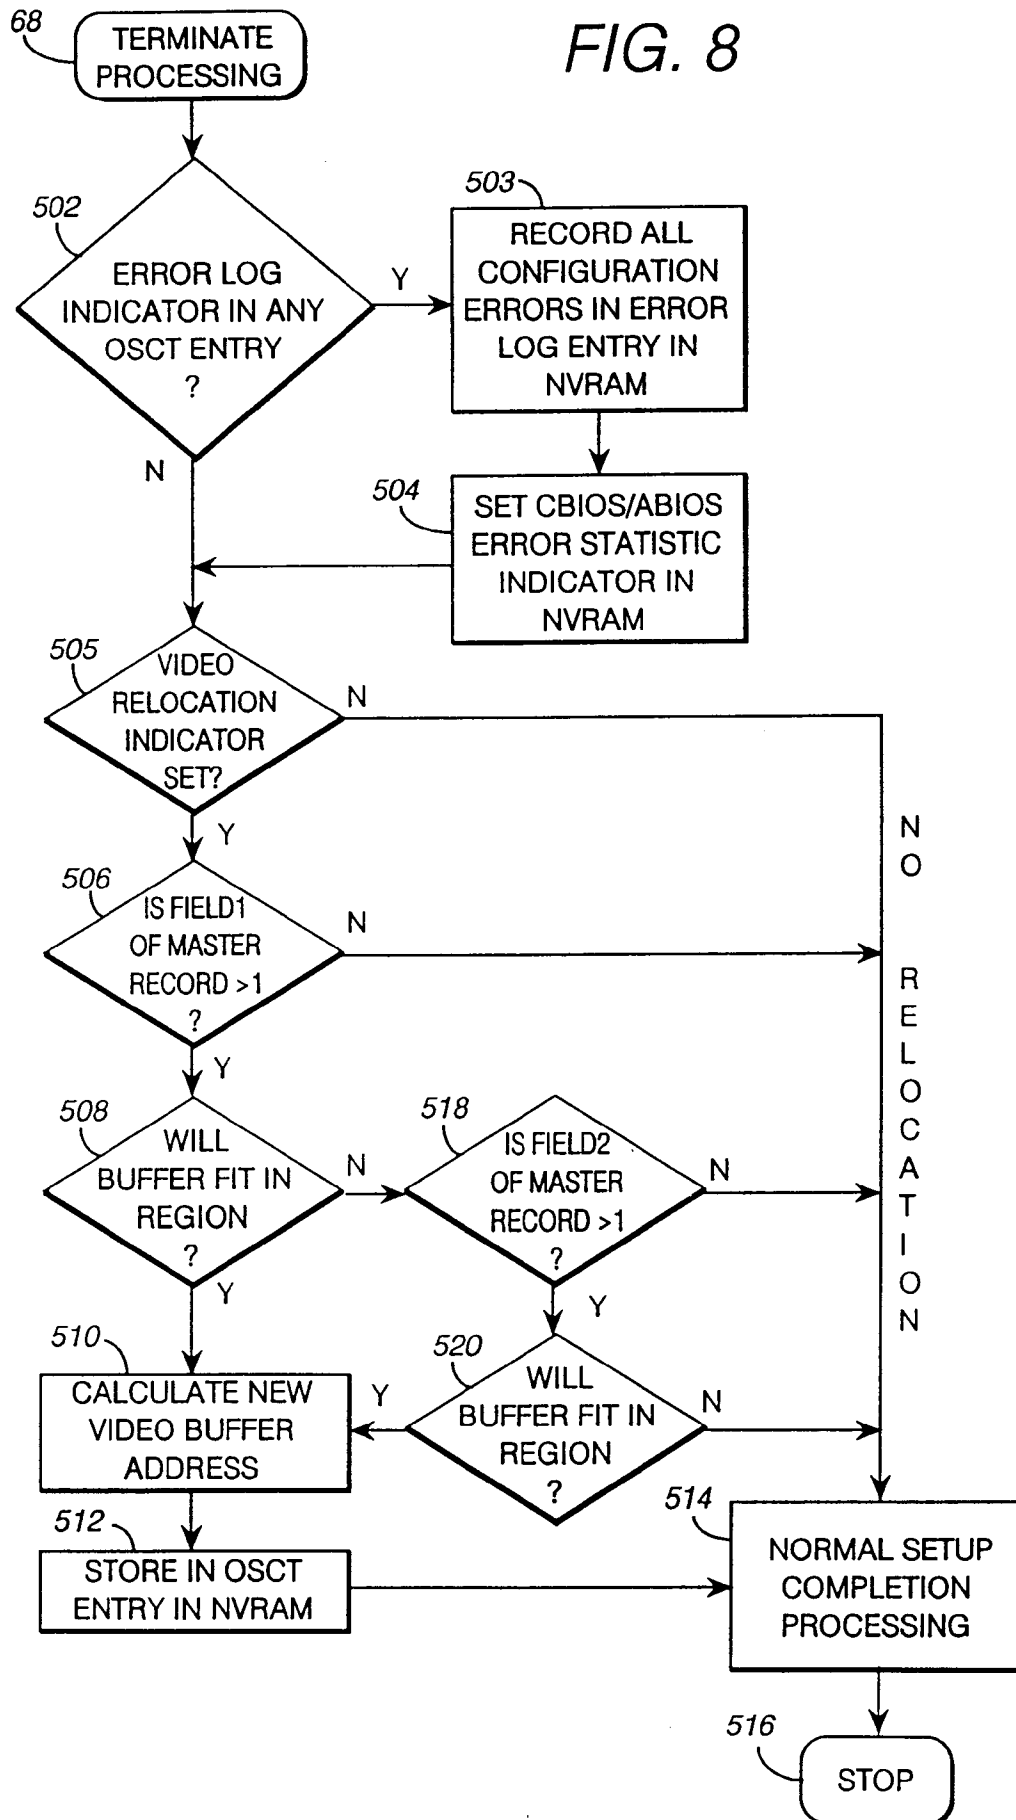 68
TERMINATE
PROCESSING
FIG. 8
502
ERROR LOG
INDICATOR IN ANY
OSCT ENTRY
?
Y
N
503
RECORD ALL
CONFIGURATION
ERRORS IN ERROR
LOG ENTRY IN
NVRAM
504
SET CBIOS/ABIOS
ERROR STATISTIC
INDICATOR IN
NVRAM
505
VIDEO
RELOCATION
INDICATOR
SET?
N
Y
NO RELOCATION
506
IS FIELD1
OF MASTER
RECORD >1
?
N
Y
508
WILL
BUFFER FIT IN
REGION
?
N
Y
518
IS FIELD2
OF MASTER
RECORD >1
?
N
Y
510
CALCULATE NEW
VIDEO BUFFER
ADDRESS
520
WILL
BUFFER FIT IN
REGION
?
Y
N
512
STORE IN OSCT
ENTRY IN NVRAM
514
NORMAL SETUP
COMPLETION
PROCESSING
516
STOP